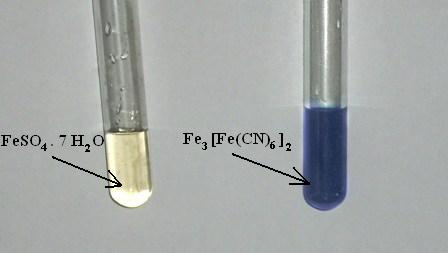 FeSO₄ . 7 H₂O
Fe₃ [Fe(CN)₆]₂